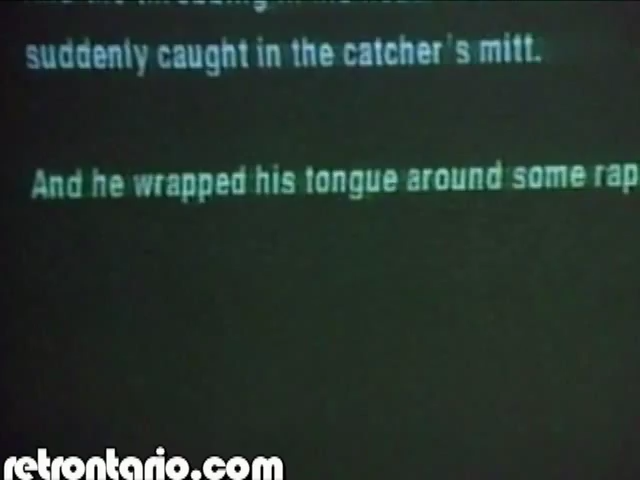 suddenly caught in the catcher's mitt.
And he wrapped his tongue around some rap
retrontario.com